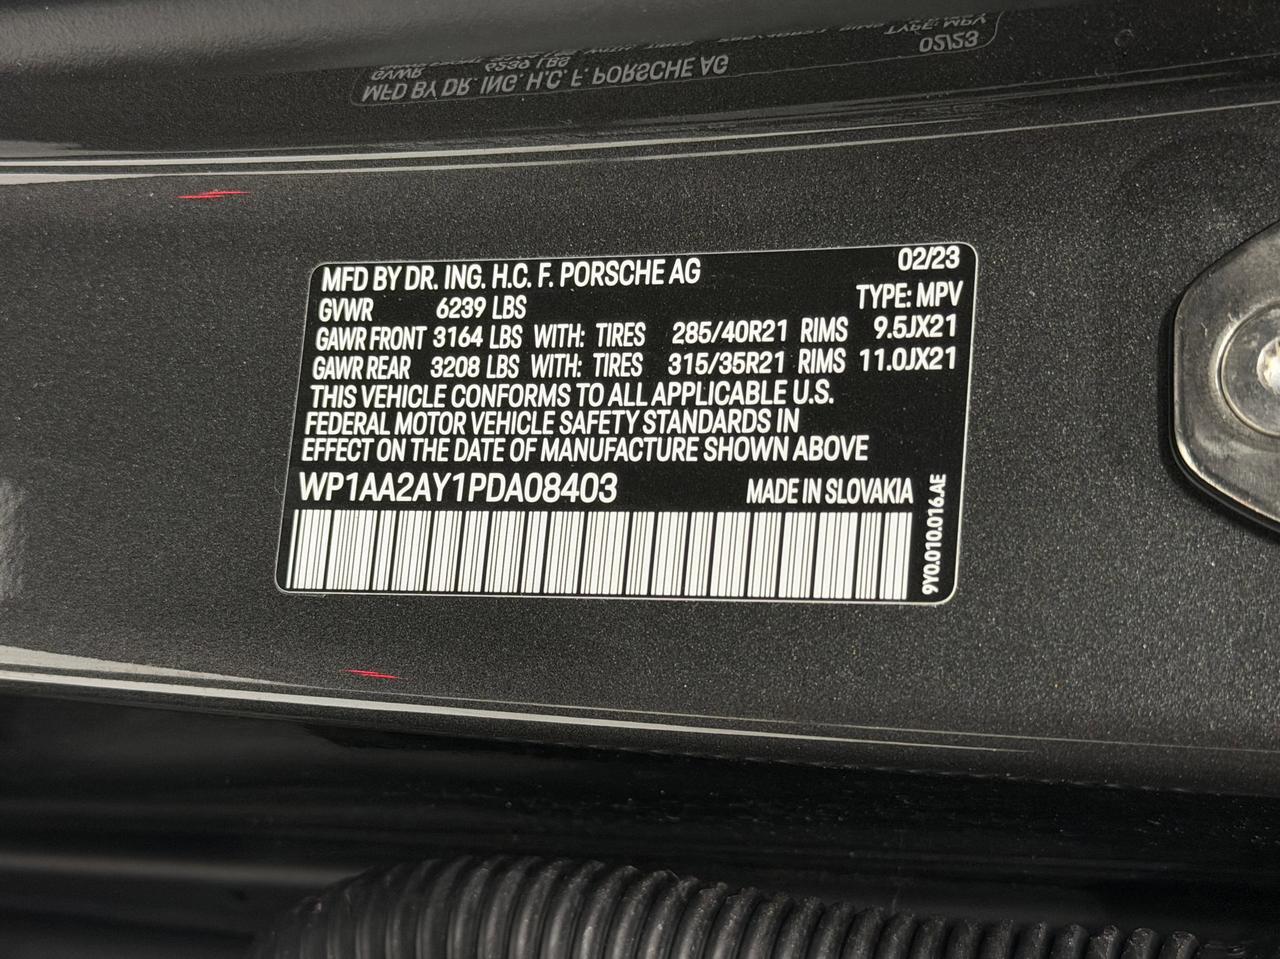 MFD BY DR. ING. H.C. F. PORSCHE AG 02/23
GVWR 6239 LBS TYPE: MPV
GAWR FRONT 3164 LBS WITH: TIRES 285/40R21 RIMS 9.5JX21
GAWR REAR 3208 LBS WITH: TIRES 315/35R21 RIMS 11.0JX21
THIS VEHICLE CONFORMS TO ALL APPLICABLE U.S.
FEDERAL MOTOR VEHICLE SAFETY STANDARDS IN
EFFECT ON THE DATE OF MANUFACTURE SHOWN ABOVE
WP1AA2AY1PDA08403 MADE IN SLOVAKIA
9Y0.010.016.AE